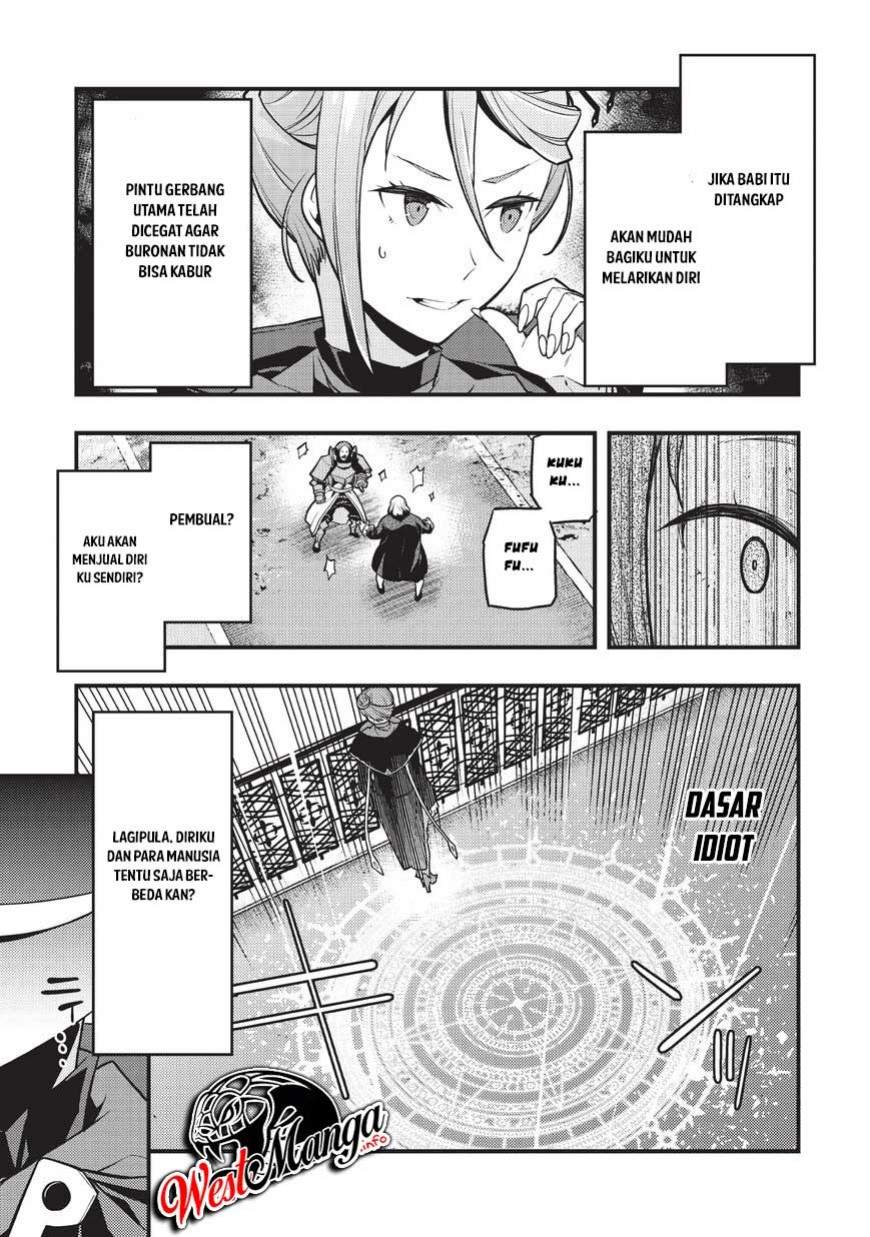 JIKA BABI ITU
DITANGKAP
AKAN MUDAH
BAGIKU UNTUK
MELARIKAN DIRI
PINTU GERBANG
UTAMA TELAH
DICEGAT AGAR
BURONAN TIDAK
BISA KABUR
KUKU
KU...
FUFU
FU...
PEMBUAL?
AKU AKAN
MENJUAL DIRI
KU SENDIRI?
DASAR
IDIOT
LAGIPULA, DIRIKU
DAN PARA MANUSIA
TENTU SAJA BER-
BEDA KAN?
WestManga.info